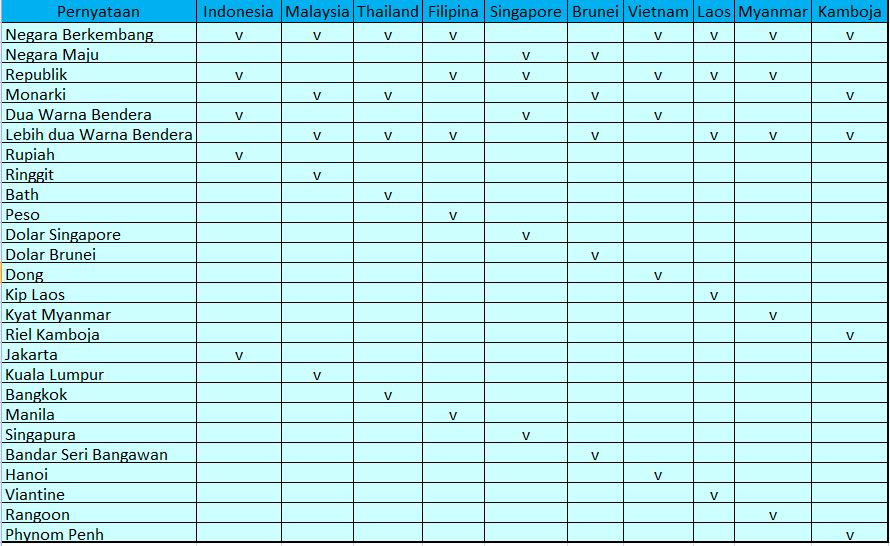 Pernyataan Indonesia Malaysia Thailand Filipina Singapore Brunei Vietnam Laos Myanmar Kamboja
Negara Berkembang v v v v v v v v
Negara Maju v v
Republik v v v v v v
Monarki v v v v
Dua Warna Bendera v v v
Lebih dua Warna Bendera v v v v v v v
Rupiah v
Ringgit v
Bath v
Peso v
Dolar Singapore v
Dolar Brunei v
Dong v
Kip Laos v
Kyat Myanmar v
Riel Kamboja v
Jakarta v
Kuala Lumpur v
Bangkok v
Manila v
Singapura v
Bandar Seri Bangawan v
Hanoi v
Viantine v
Rangoon v
Phynom Penh v